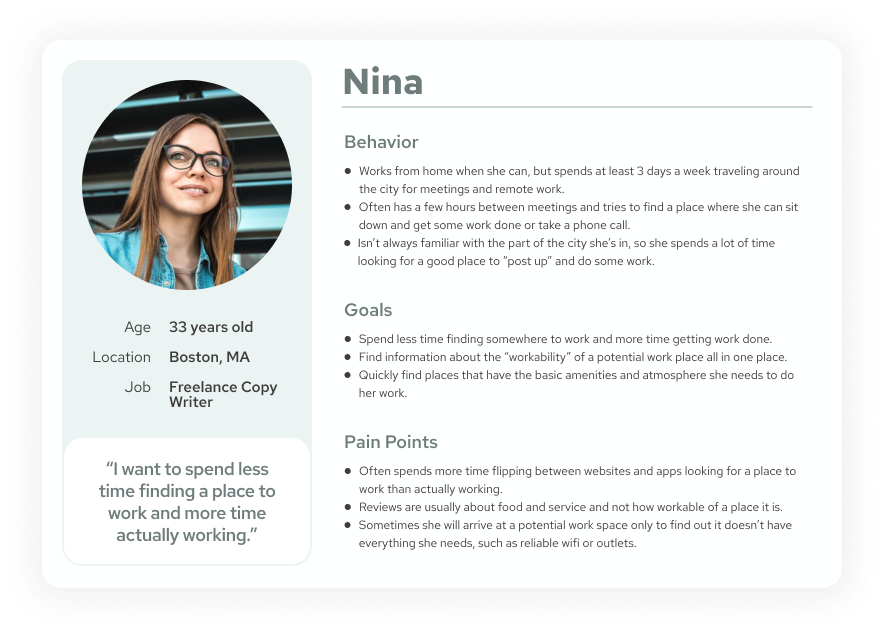 Nina
Age 33 years old
Location Boston, MA
Job Freelance Copy
Writer
“I want to spend less
time finding a place to
work and more time
actually working.”
Behavior
● Works from home when she can, but spends at least 3 days a week traveling around
the city for meetings and remote work.
● Often has a few hours between meetings and tries to find a place where she can sit
down and get some work done or take a phone call.
● Isn’t always familiar with the part of the city she’s in, so she spends a lot of time
looking for a good place to “post up” and do some work.
Goals
● Spend less time finding somewhere to work and more time getting work done.
● Find information about the “workability” of a potential work place all in one place.
● Quickly find places that have the basic amenities and atmosphere she needs to do
her work.
Pain Points
● Often spends more time flipping between websites and apps looking for a place to
work than actually working.
● Reviews are usually about food and service and not how workable of a place it is.
● Sometimes she will arrive at a potential work space only to find out it doesn’t have
everything she needs, such as reliable wifi or outlets.